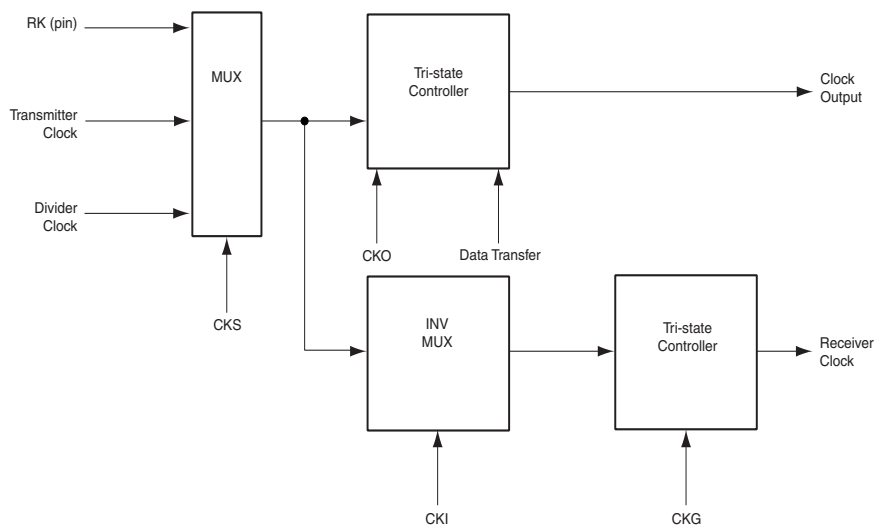 RK (pin)
MUX
Tri-state
Controller
Clock
Output
Transmitter
Clock
Divider
Clock
CKO
Data Transfer
CKS
INV
MUX
Tri-state
Controller
Receiver
Clock
CKI
CKG